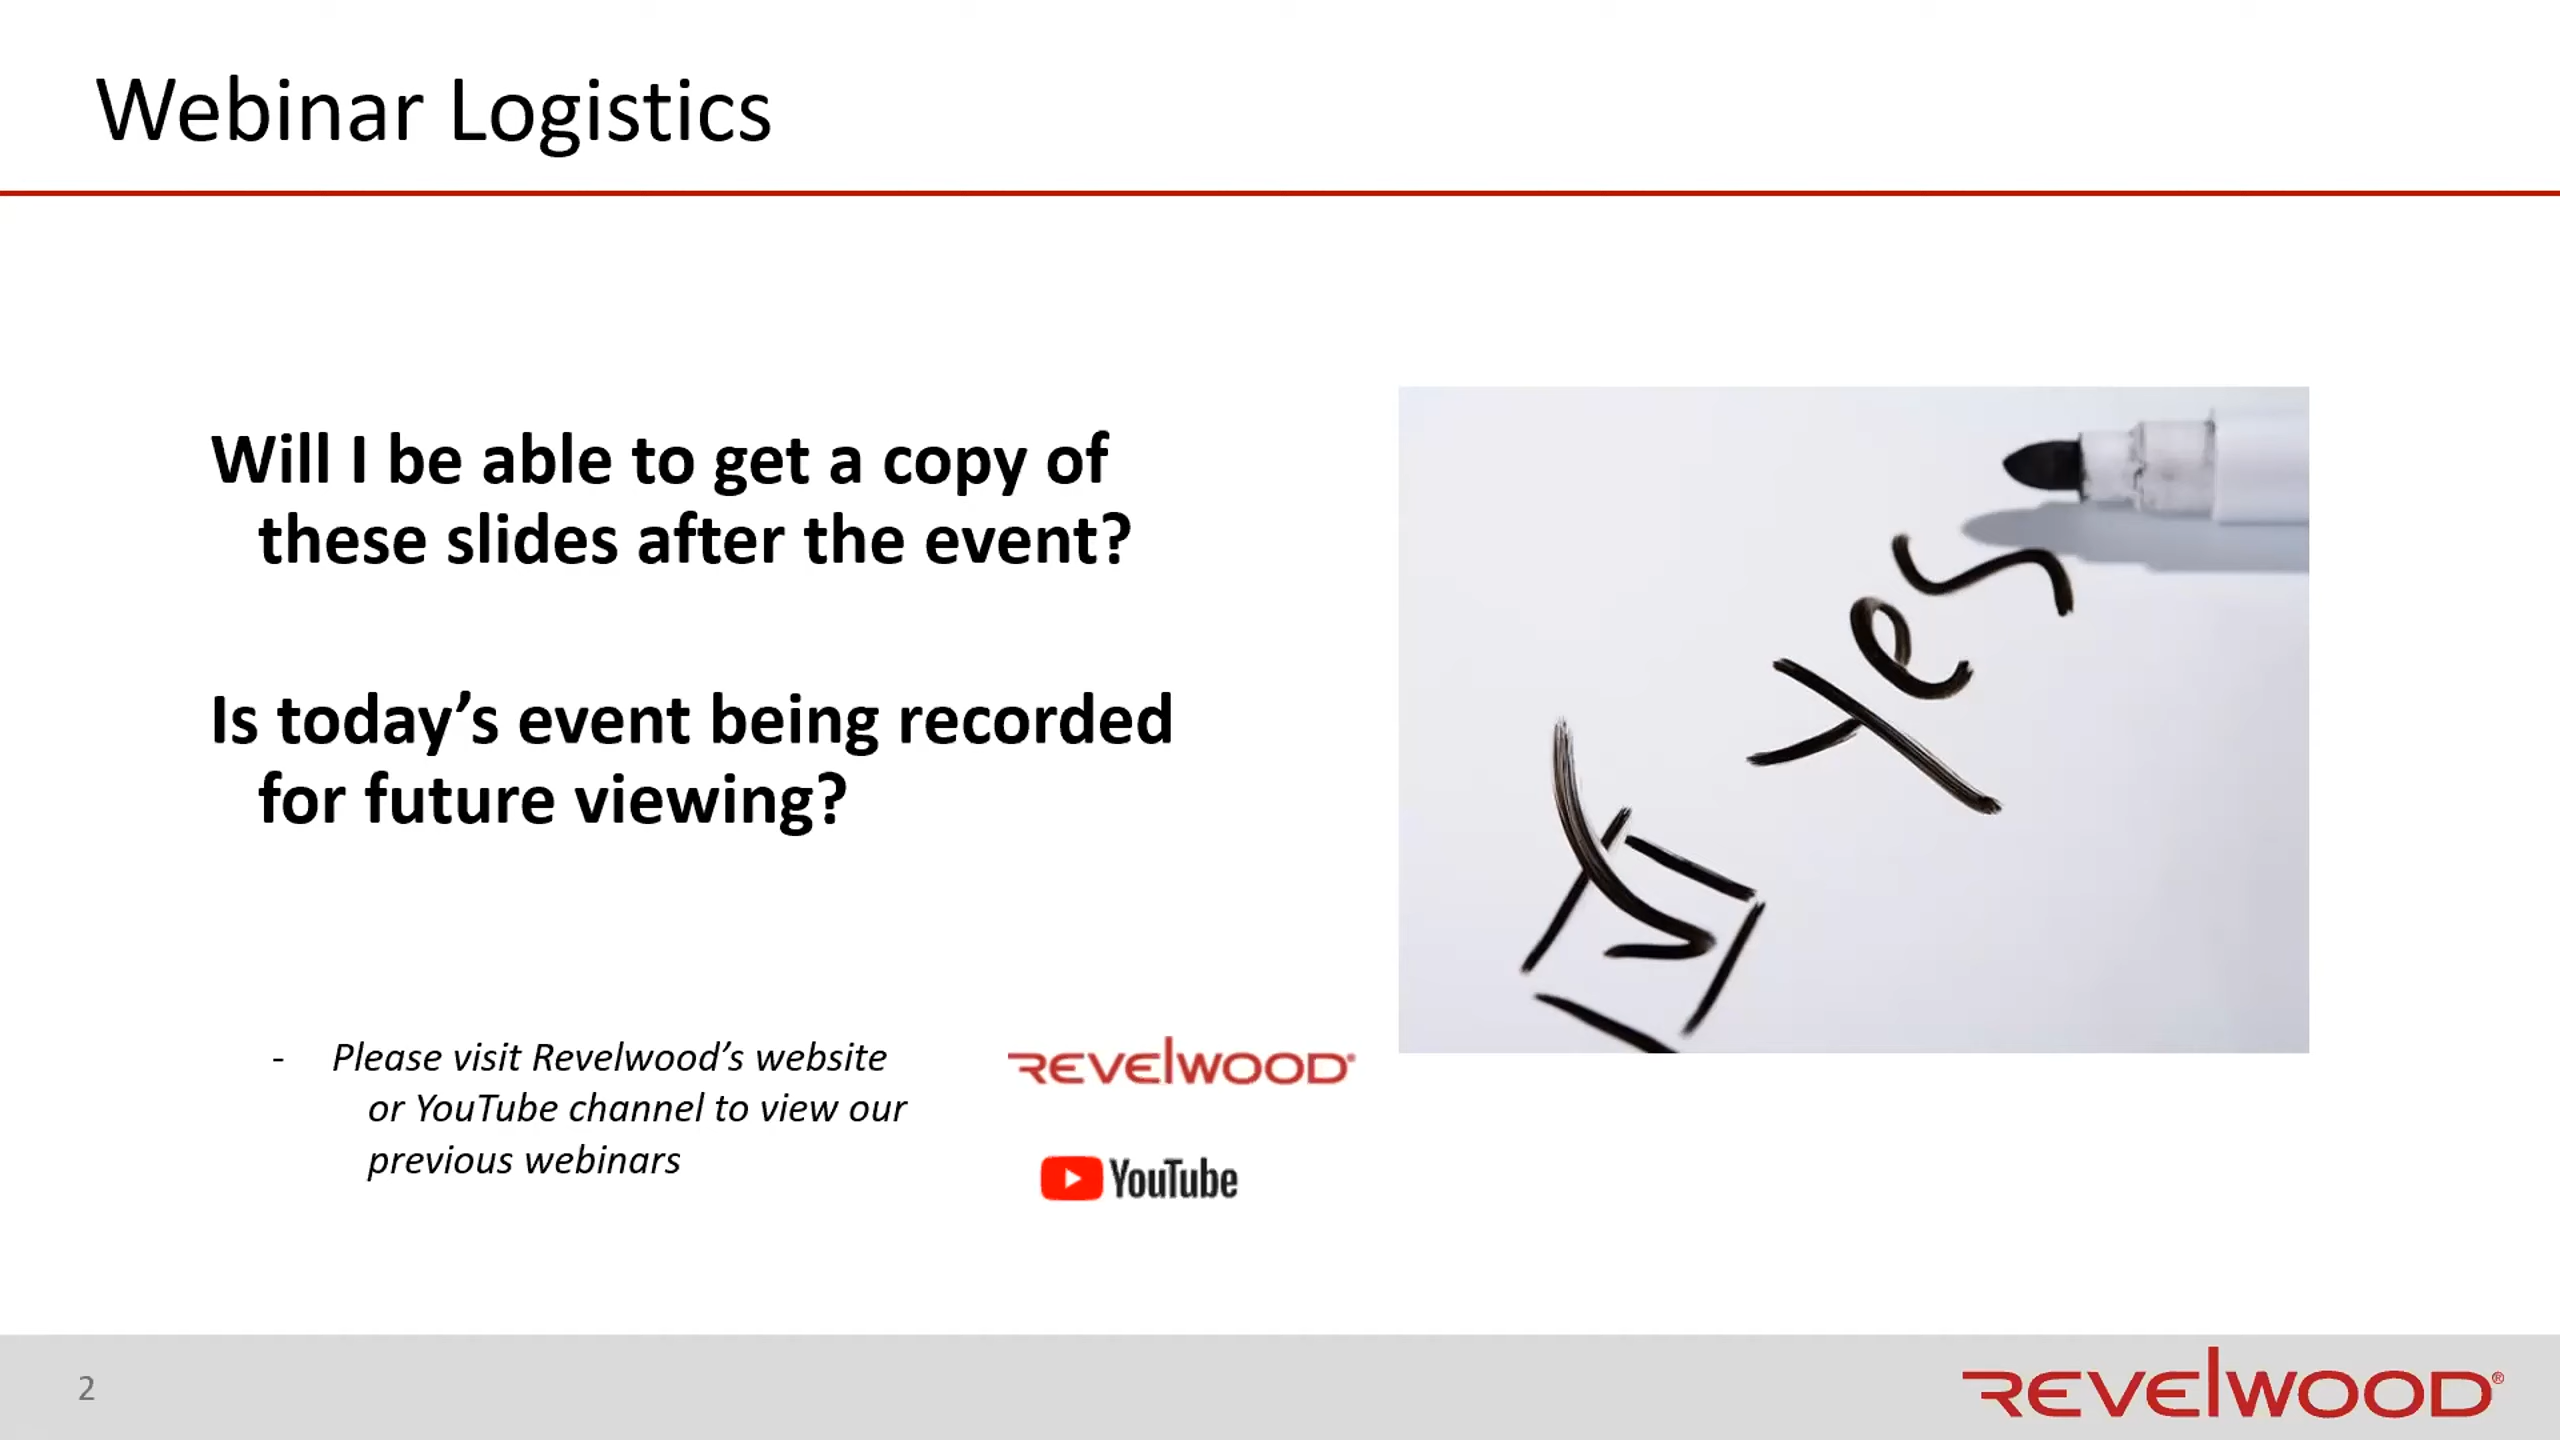 Webinar Logistics
Will I be able to get a copy of
these slides after the event?
Is today’s event being recorded
for future viewing?
- Please visit Revelwood’s website
or YouTube channel to view our
previous webinars
REVELWOOD®
YouTube
Yes
2
REVELWOOD®